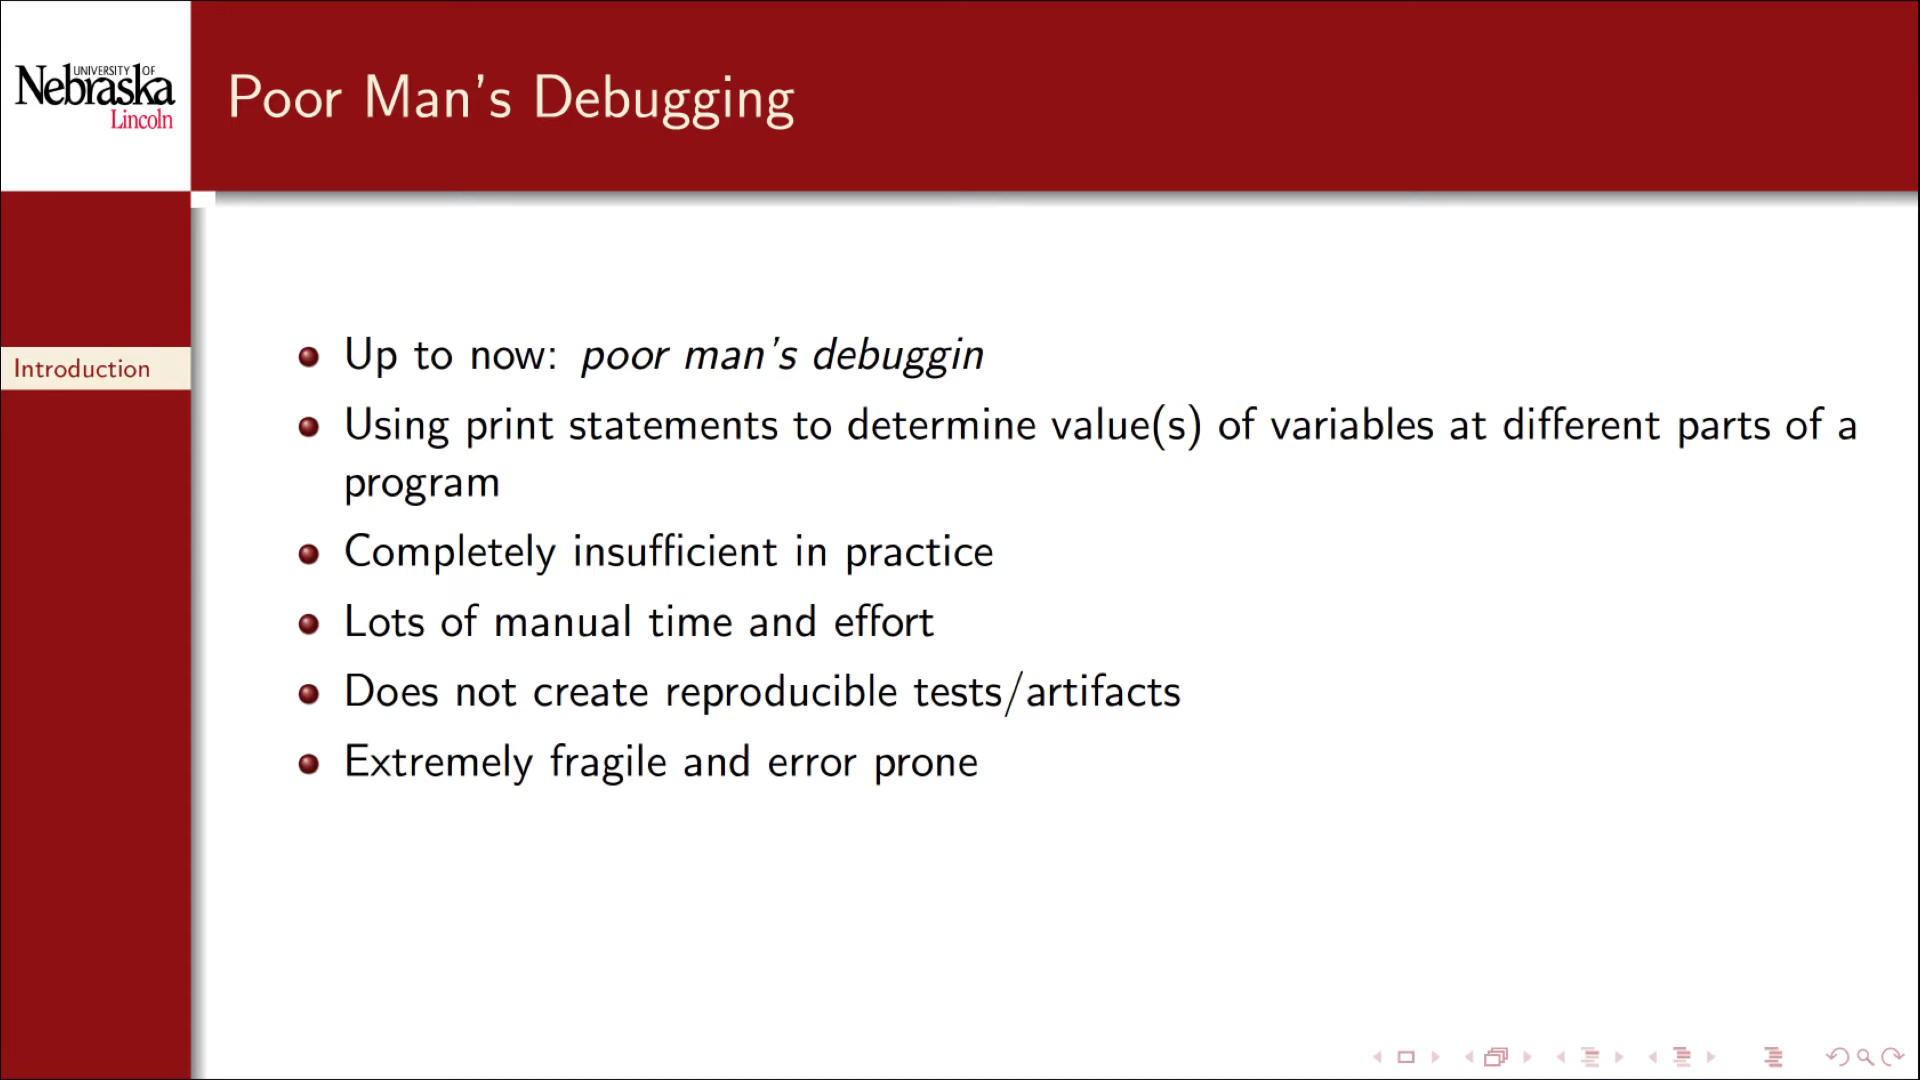 UNIVERSITY OF
Nebraska
Lincoln
Poor Man's Debugging
Introduction
Up to now: poor man's debuggin
Using print statements to determine value(s) of variables at different parts of a
program
Completely insufficient in practice
Lots of manual time and effort
Does not create reproducible tests/artifacts
Extremely fragile and error prone